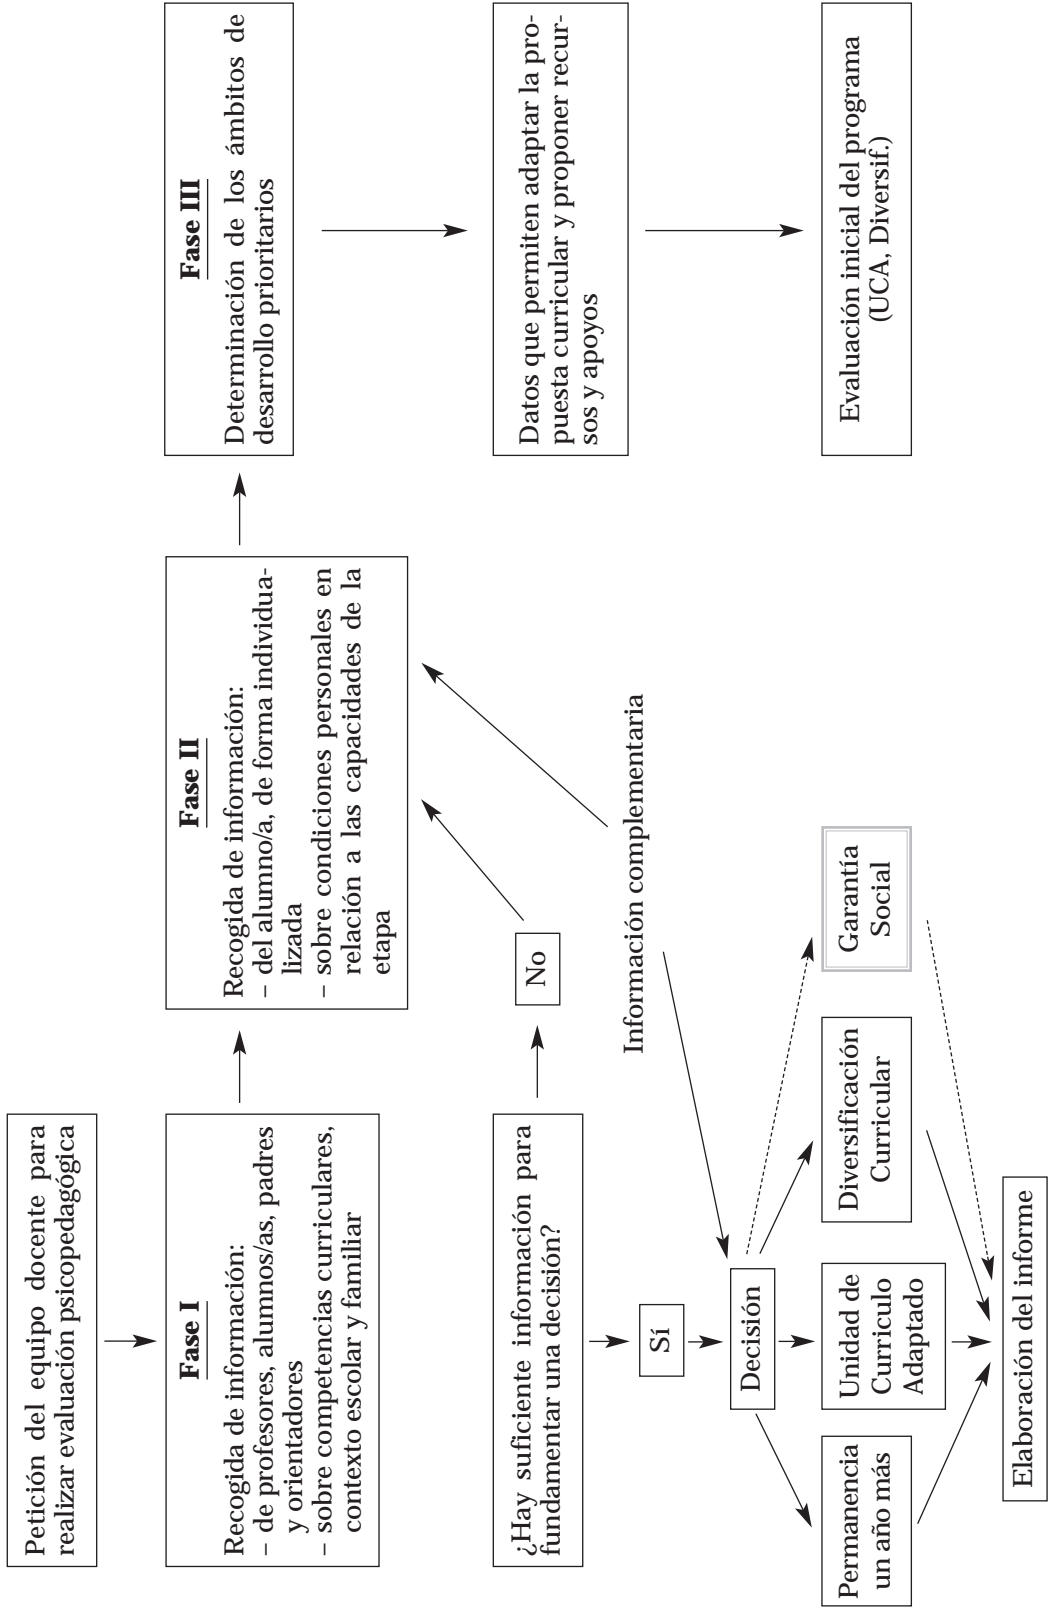 Petición del equipo docente para
realizar evaluación psicopedagógica
Fase I
Recogida de información:
– de profesores, alumnos/as, padres
y orientadores
– sobre competencias curriculares,
contexto escolar y familiar
Fase II
Recogida de información:
– del alumno/a, de forma individua-
lizada
– sobre condiciones personales en
relación a las capacidades de la
etapa
Fase III
Determinación de los ámbitos de
desarrollo prioritarios
¿Hay suficiente información para
fundamentar una decisión?
No
Datos que permiten adaptar la pro-
puesta curricular y proponer recur-
sos y apoyos
Sí
Información complementaria
Decisión
Permanencia
un año más
Unidad de
Curriculo
Adaptado
Diversificación
Curricular
Garantía
Social
Evaluación inicial del programa
(UCA, Diversif.)
Elaboración del informe